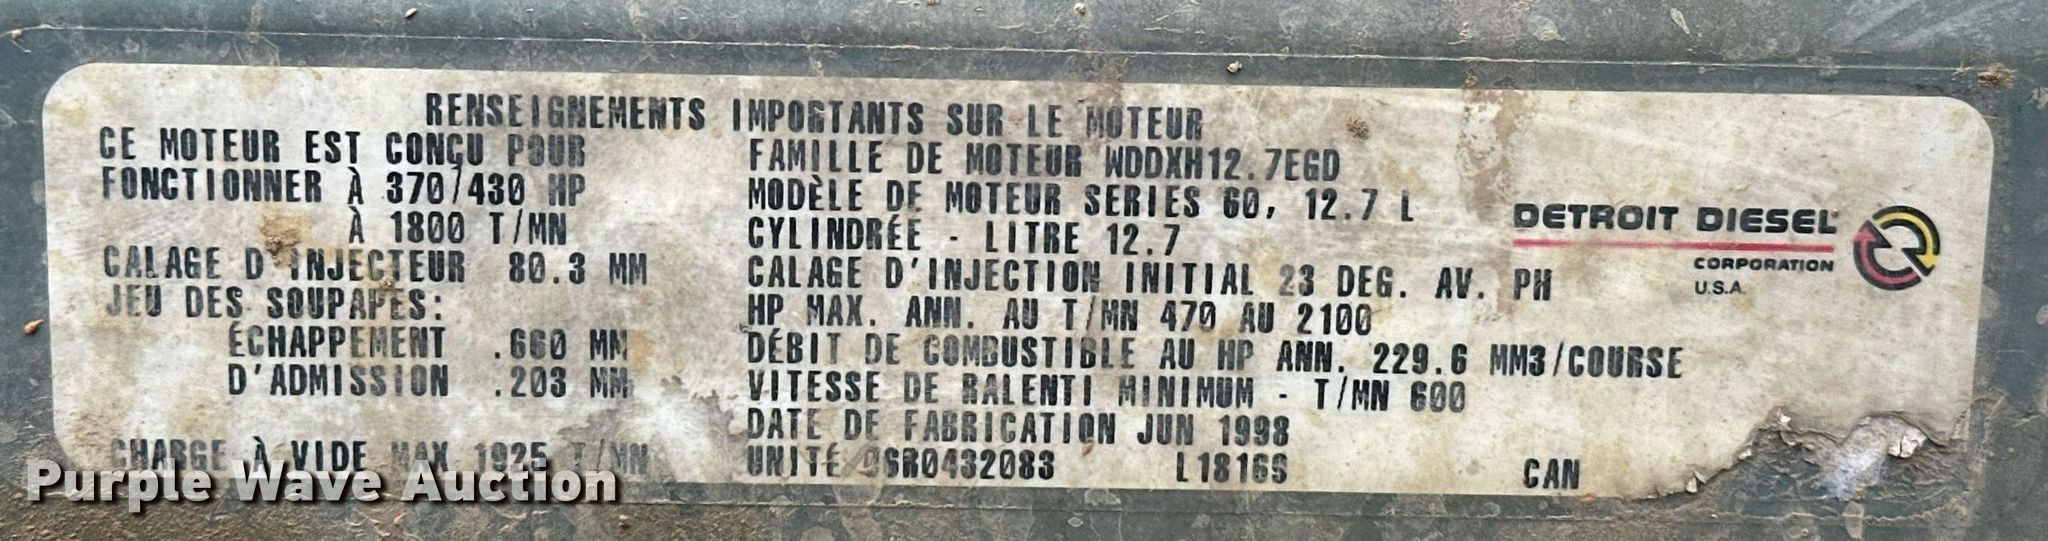 RENSEIGNEMENTS IMPORTANTS SUR LE MOTEUR
CE MOTEUR EST CONÇU POUR
FONCTIONNER À 370/430 HP
À 1800 T/MN
CALAGE D'INJECTEUR 80.3 MM
JEU DES SOUPAPES:
ÉCHAPPEMENT .660 MM
D'ADMISSION .203 MM
CHARGE À VIDE MAX 1925 T/MN
FAMILLE DE MOTEUR WDDXH12.7EGD
MODÈLE DE MOTEUR SERIES 60, 12.7 L
CYLINDRÉE - LITRE 12.7
CALAGE D'INJECTION INITIAL 23 DEG. AV. PH
HP MAX. ANN. AU T/MN 470 AU 2100
DÉBIT DE COMBUSTIBLE AU HP ANN. 229.6 MM3/COURSE
VITESSE DE RALENTI MINIMUM - T/MN 600
DATE DE FABRICATION JUN 1998
UNITÉ CAN
DETROIT DIESEL
CORPORATION
U.S.A.
Purple Wave Auction